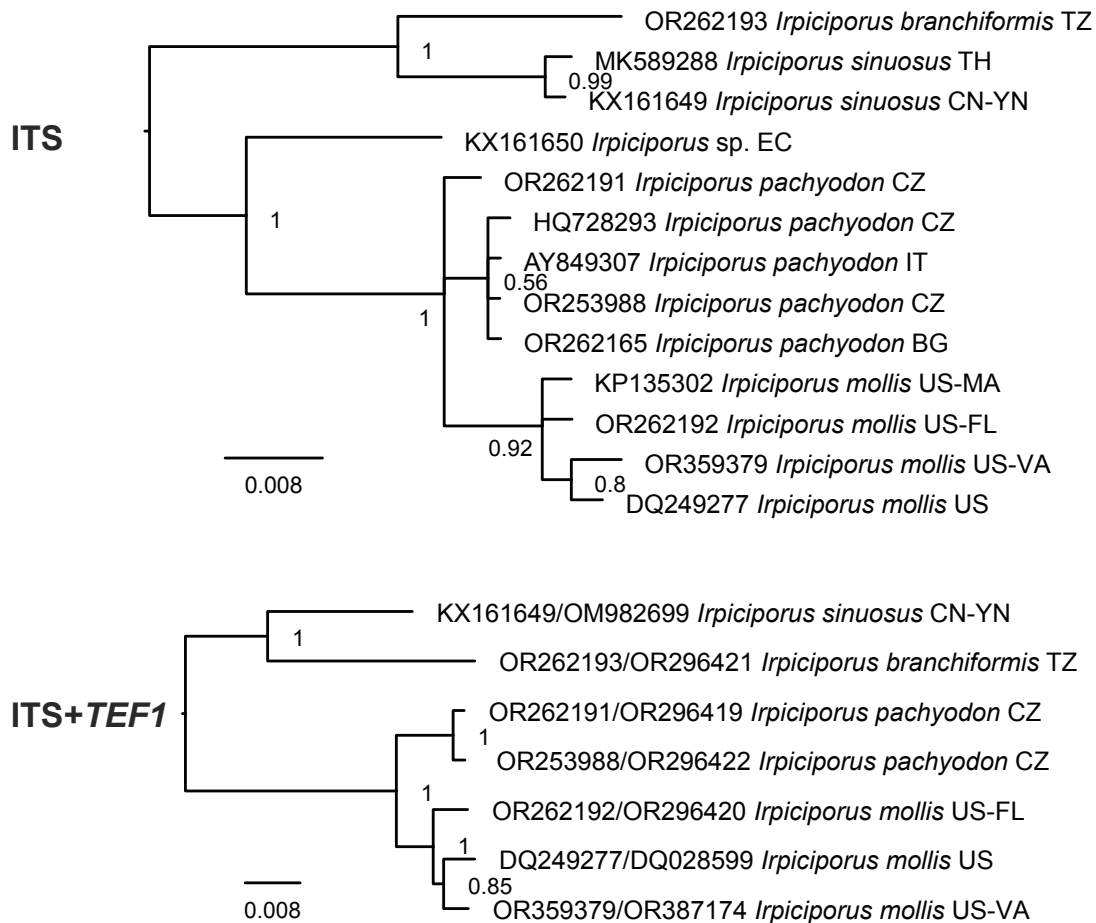 OR262193 Irpiciporus branchiformis TZ
1
MK589288 Irpiciporus sinuosus TH
0.99
KX161649 Irpiciporus sinuosus CN-YN
ITS
KX161650 Irpiciporus sp. EC
OR262191 Irpiciporus pachyodon CZ
1
HQ728293 Irpiciporus pachyodon CZ
AY849307 Irpiciporus pachyodon IT
0.56
OR253988 Irpiciporus pachyodon CZ
1
OR262165 Irpiciporus pachyodon BG
KP135302 Irpiciporus mollis US-MA
OR262192 Irpiciporus mollis US-FL
0.92
OR359379 Irpiciporus mollis US-VA
0.008
0.8
DQ249277 Irpiciporus mollis US
KX161649/OM982699 Irpiciporus sinuosus CN-YN
1
OR262193/OR296421 Irpiciporus branchiformis TZ
ITS+TEF1
OR262191/OR296419 Irpiciporus pachyodon CZ
1
OR253988/OR296422 Irpiciporus pachyodon CZ
1
OR262192/OR296420 Irpiciporus mollis US-FL
1
DQ249277/DQ028599 Irpiciporus mollis US
0.85
0.008
OR359379/OR387174 Irpiciporus mollis US-VA